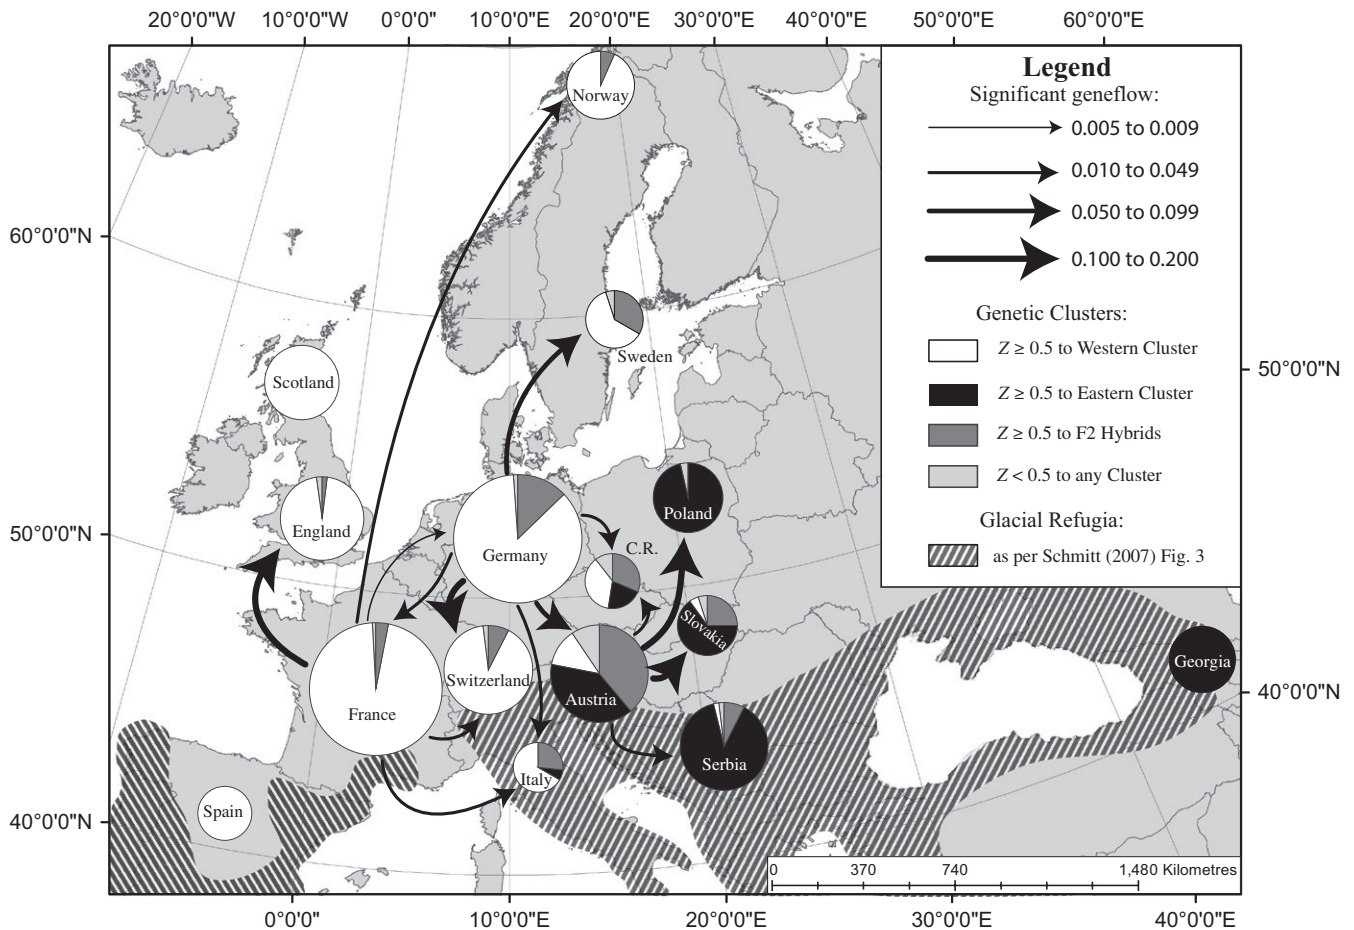 20°0'0"W 10°0'0"W 0°0'0" 10°0'0"E 20°0'0"E 30°0'0"E 40°0'0"E 50°0'0"E 60°0'0"E
Legend
Significant geneflow:
0.005 to 0.009
0.010 to 0.049
0.050 to 0.099
0.100 to 0.200
Genetic Clusters:
Z ≥ 0.5 to Western Cluster
Z ≥ 0.5 to Eastern Cluster
Z ≥ 0.5 to F2 Hybrids
Z < 0.5 to any Cluster
Glacial Refugia:
as per Schmitt (2007) Fig. 3
60°0'0"N
50°0'0"N
40°0'0"N
50°0'0"N
40°0'0"N
Norway
Sweden
Scotland
England
Germany
Poland
C.R.
Slovakia
Switzerland
France
Austria
Georgia
Serbia
Italy
Spain
0 370 740 1,480 Kilometres
0°0'0" 10°0'0"E 20°0'0"E 30°0'0"E 40°0'0"E